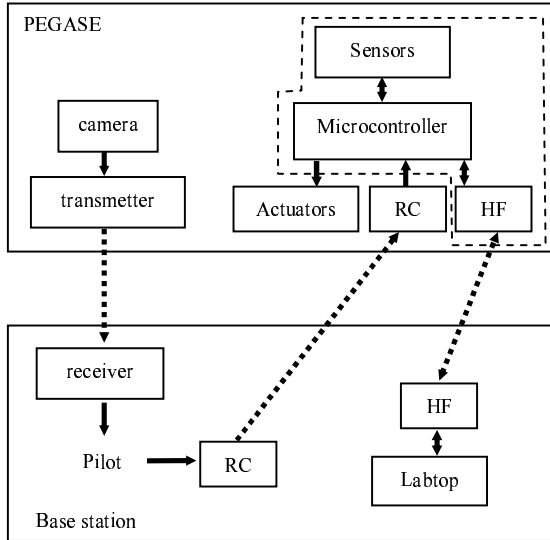 PEGASE
Sensors
camera
Microcontroller
transmetter
Actuators
RC
HF
receiver
HF
Pilot
RC
Labtop
Base station